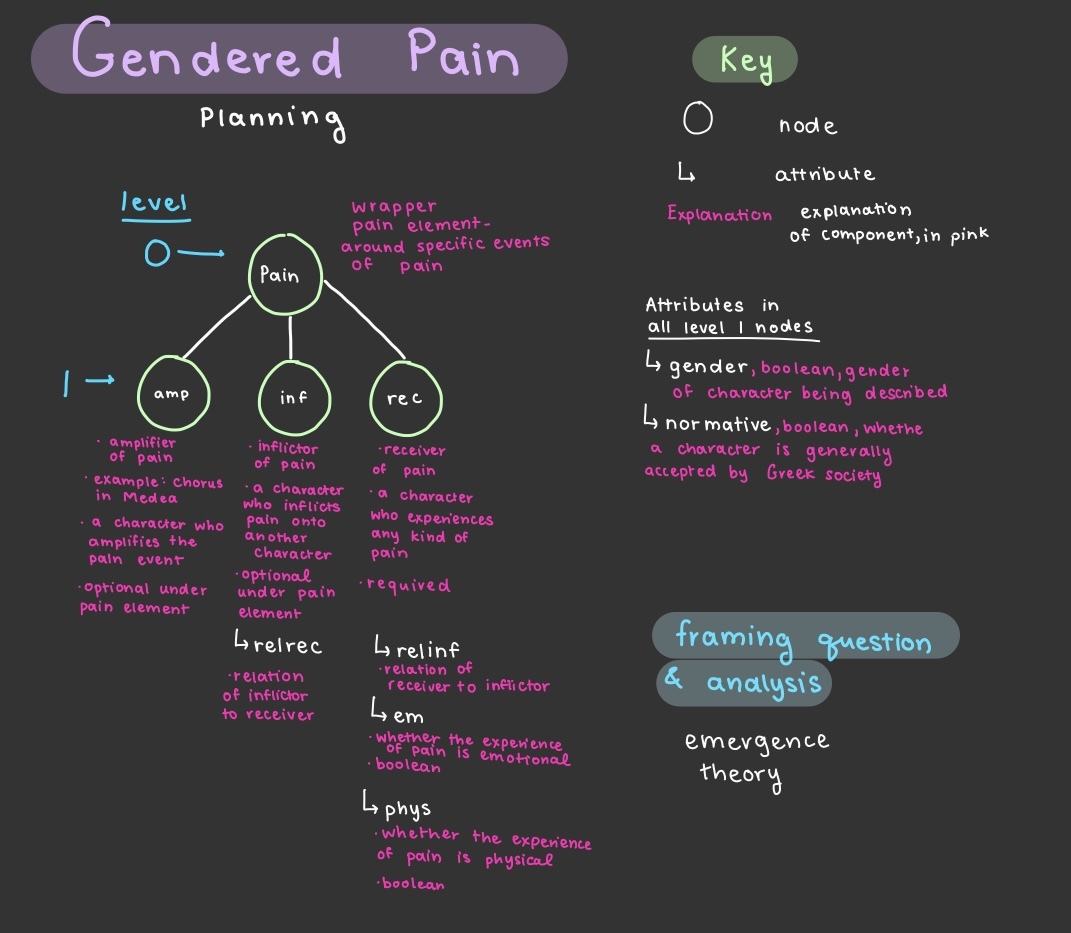 Gendered Pain
Planning
level
0
Pain
wrapper
pain element-
around specific events
of pain
1
amp
inf
rec
· amplifier
of pain
· example: Chorus
in Medea
· a character who
amplifies the
pain event
· optional under
pain element
· inflictor
of pain
· a character
who inflicts
pain onto
another
character
· optional
under pain
element
↳ relrec
· relation
of inflictor
to receiver
· receiver
of pain
· a character
who experiences
any kind of
pain
· required
↳ relinf
· relation of
receiver to inflictor
↳ em
· whether the experience
of pain is emotional
· boolean
↳ phys
· whether the experience
of pain is physical
· boolean
Key
node
↳ attribute
Explanation explanation
of component, in pink
Attributes in
all level 1 nodes
↳ gender, boolean, gender
of character being described
↳ normative, boolean, whethe
a character is generally
accepted by Greek society
framing question
& analysis
emergence
theory